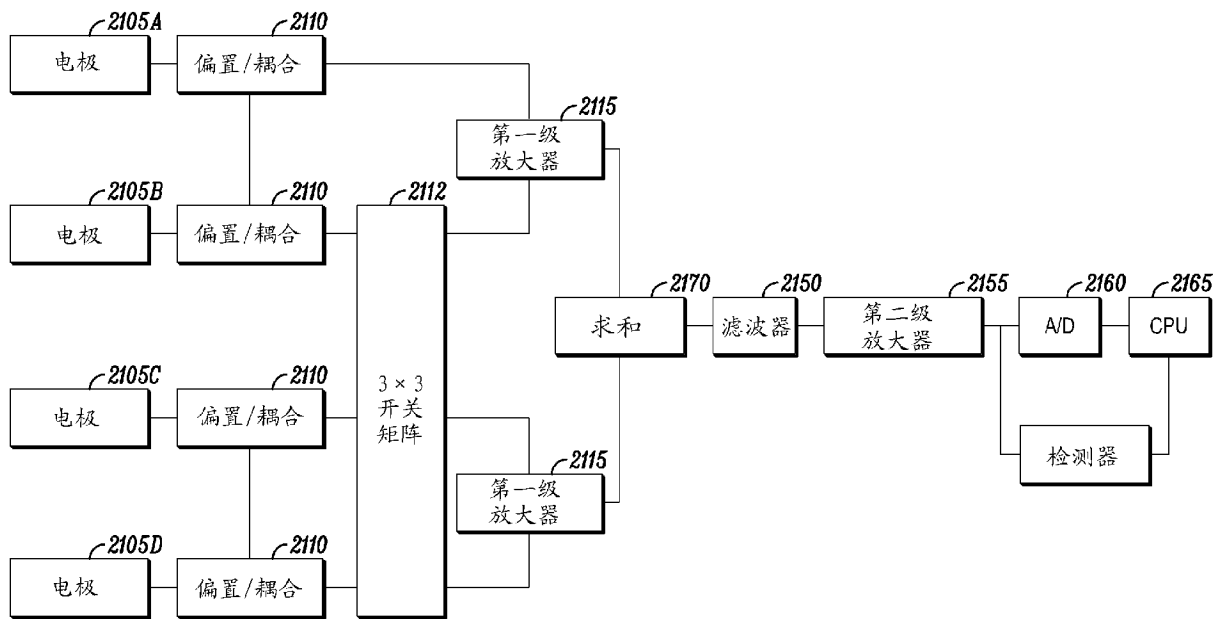 2105A
2110
电极
偏置/耦合
2115
第一级
放大器
2105B
2110
2112
电极
偏置/耦合
2170
2150
2155
2160
2165
求和
滤波器
第二级
放大器
A/D
CPU
2105C
2110
电极
偏置/耦合
3×3
开关
矩阵
检测器
2115
第一级
放大器
2105D
2110
电极
偏置/耦合